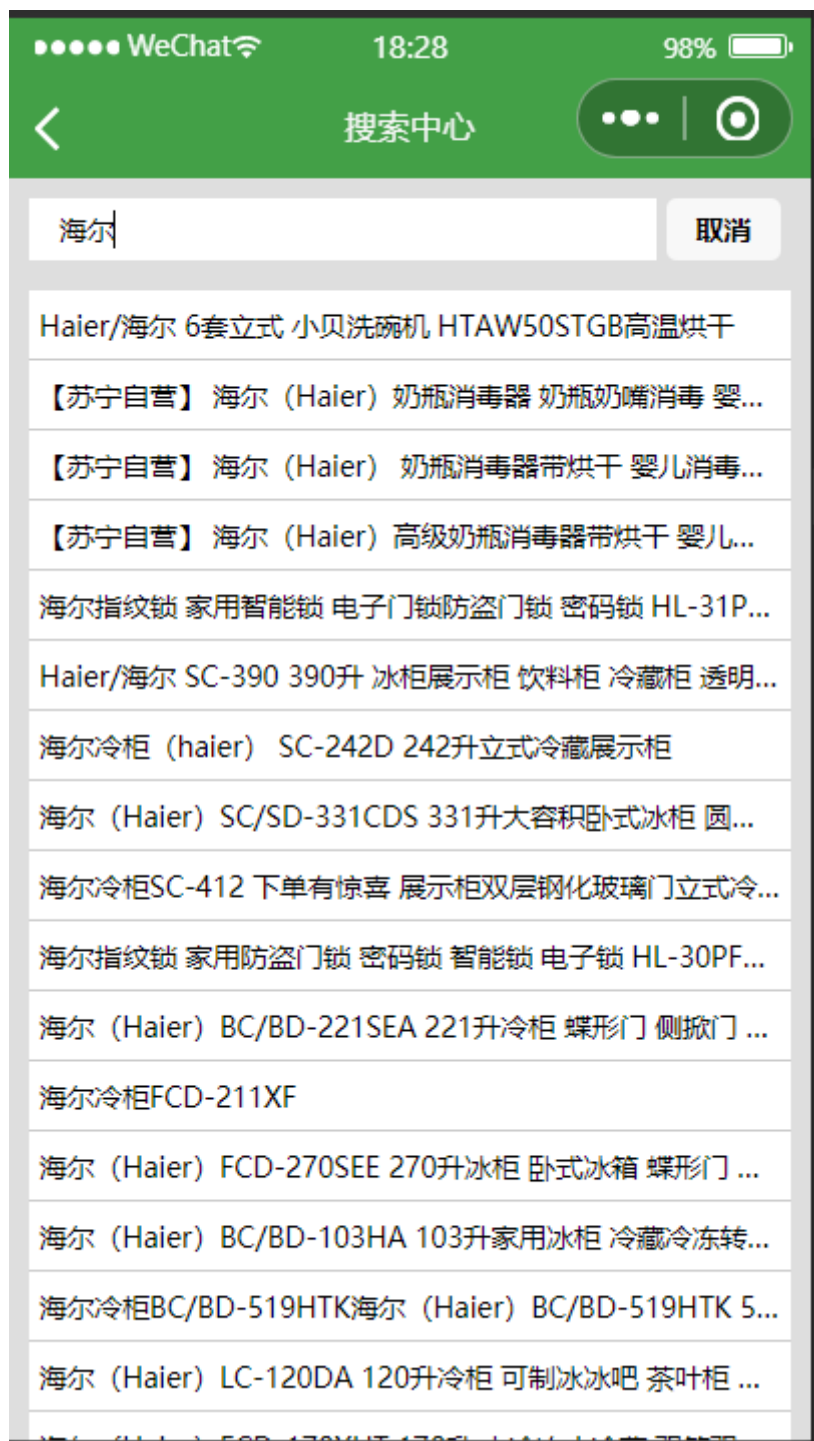 WeChat 18:28 98%
搜索中心
海尔 取消
Haier/海尔 6套立式 小贝洗碗机 HTAW50STGB高温烘干
【苏宁自营】 海尔（Haier）奶瓶消毒器 奶瓶奶嘴消毒 婴...
【苏宁自营】 海尔（Haier） 奶瓶消毒器带烘干 婴儿消毒...
【苏宁自营】 海尔（Haier）高级奶瓶消毒器带烘干 婴儿...
海尔指纹锁 家用智能锁 电子门锁防盗门锁 密码锁 HL-31P...
Haier/海尔 SC-390 390升 冰柜展示柜 饮料柜 冷藏柜 透明...
海尔冷柜（haier） SC-242D 242升立式冷藏展示柜
海尔（Haier）SC/SD-331CDS 331升大容积卧式冰柜 圆...
海尔冷柜SC-412 下单有惊喜 展示柜双层钢化玻璃门立式冷...
海尔指纹锁 家用防盗门锁 密码锁 智能锁 电子锁 HL-30PF...
海尔（Haier）BC/BD-221SEA 221升冷柜 蝶形门 侧掀门 ...
海尔冷柜FCD-211XF
海尔（Haier）FCD-270SEE 270升冰柜 卧式冰箱 蝶形门 ...
海尔（Haier）BC/BD-103HA 103升家用冰柜 冷藏冷冻转...
海尔冷柜BC/BD-519HTK海尔（Haier）BC/BD-519HTK 5...
海尔（Haier）LC-120DA 120升冷柜 可制冰冰吧 茶叶柜 ...